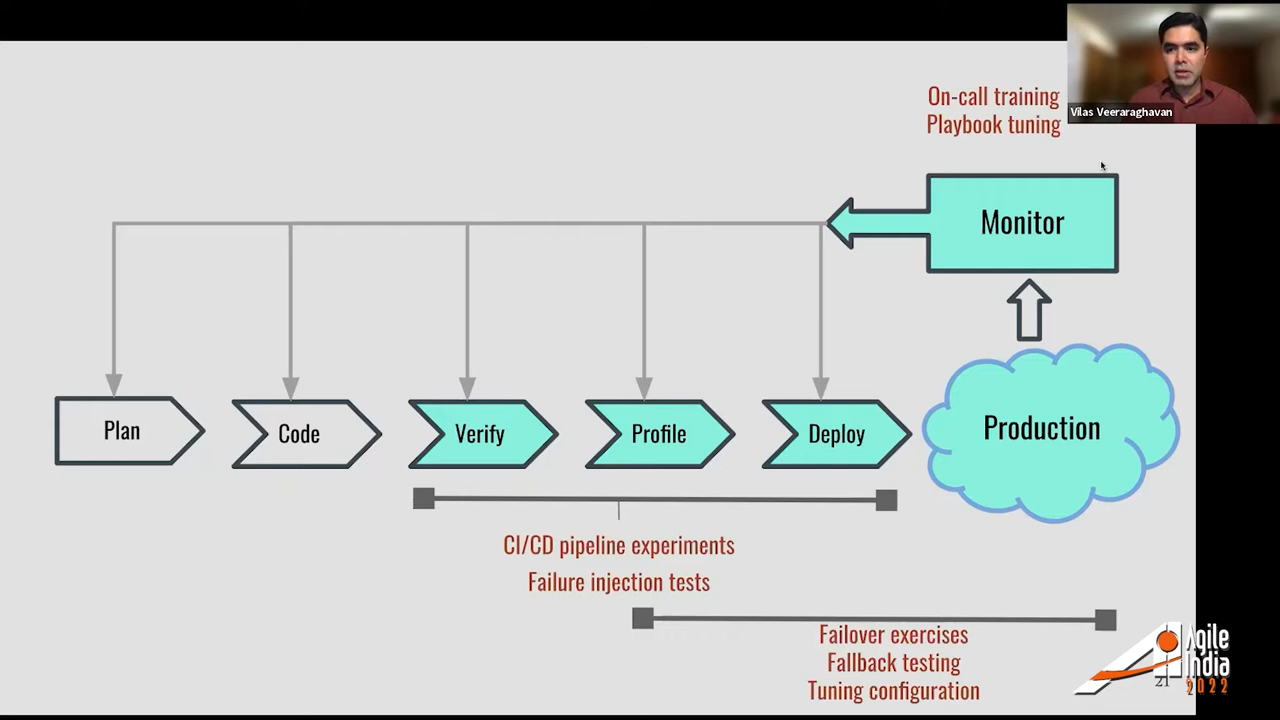 Vilas Veeraraghavan
On-call training
Playbook tuning
Monitor
Plan
Code
Verify
Profile
Deploy
Production
CI/CD pipeline experiments
Failure injection tests
Failover exercises
Fallback testing
Tuning configuration
Agile
India
2022
21